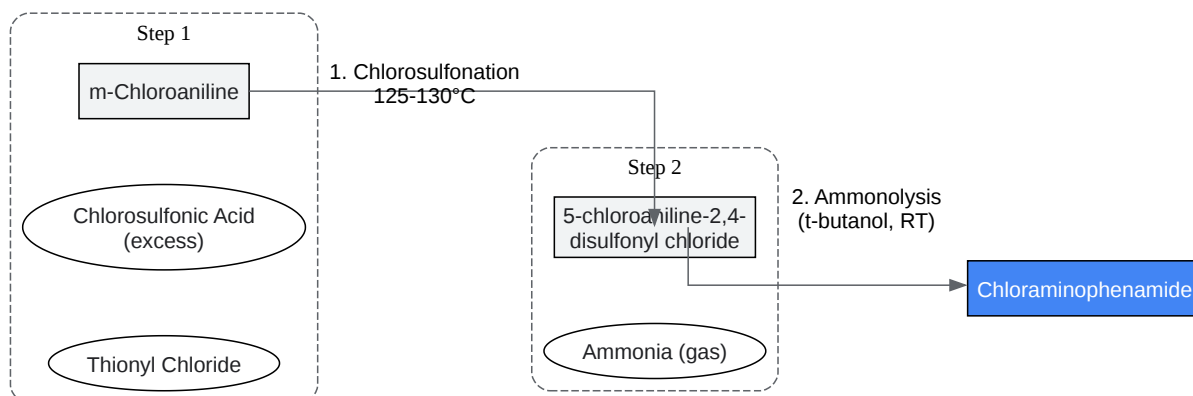 Step 1
m-Chloroaniline
1. Chlorosulfonation
125-130°C
Chlorosulfonic Acid
(excess)
Thionyl Chloride
Step 2
5-chloroaniline-2,4-
disulfonyl chloride
Ammonia (gas)
2. Ammonolysis
(t-butanol, RT)
Chloraminophenamide